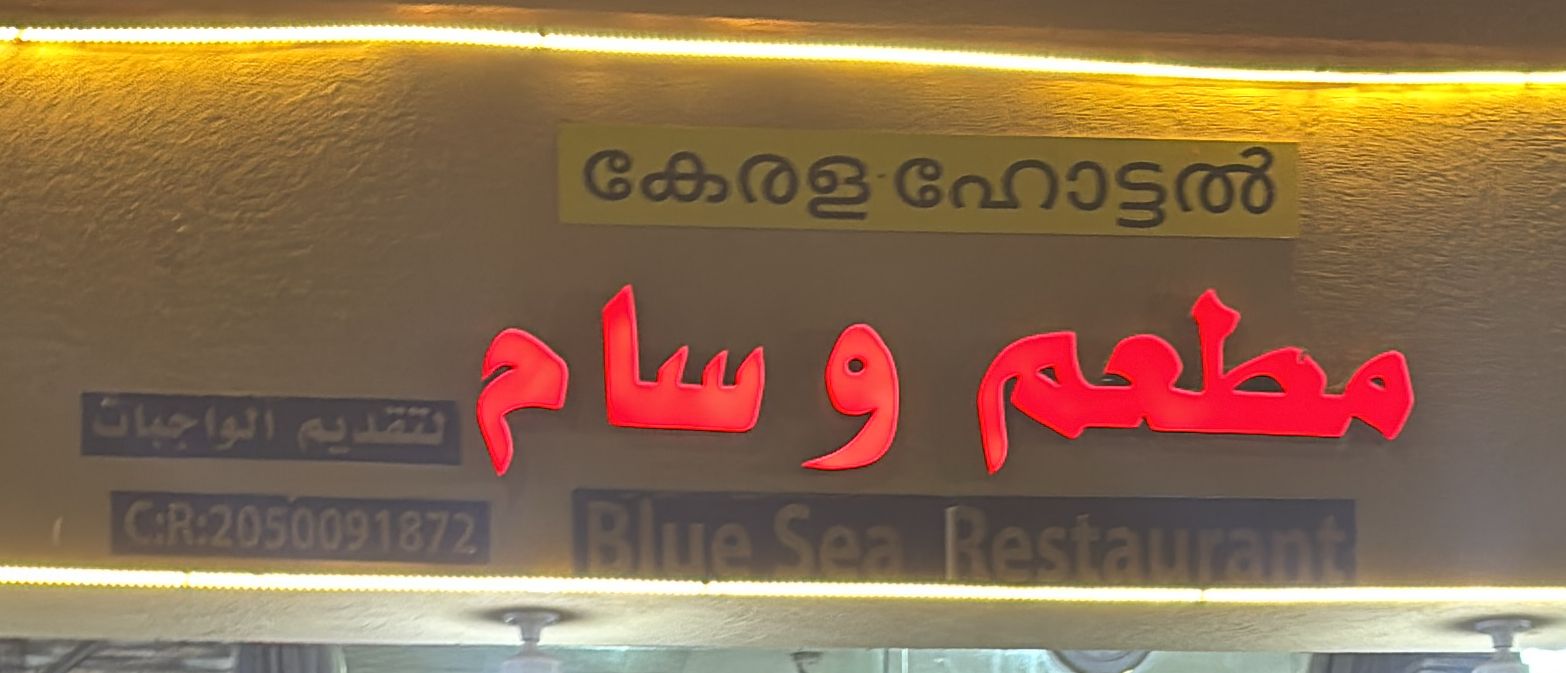 കേരള ഹോട്ടൽ
مطعم وسام
لتقديم الواجبات
C:R:2050091872
Blue Sea Restaurant